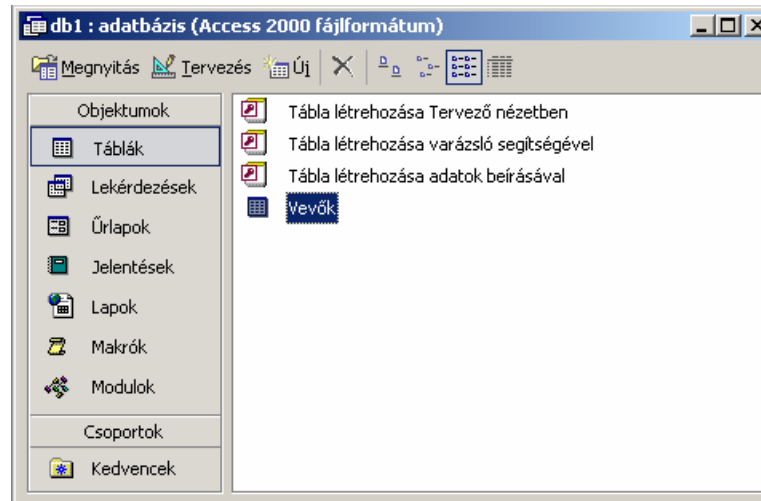 db1 : adatbázis (Access 2000 fájlformátum)
Megnyitás Tervezés Új
Objektumok
Táblák
Lekérdezések
Űrlapok
Jelentések
Lapok
Makrók
Modulok
Csoportok
Kedvencek
Tábla létrehozása Tervező nézetben
Tábla létrehozása varázsló segítségével
Tábla létrehozása adatok beírásával
Vevők